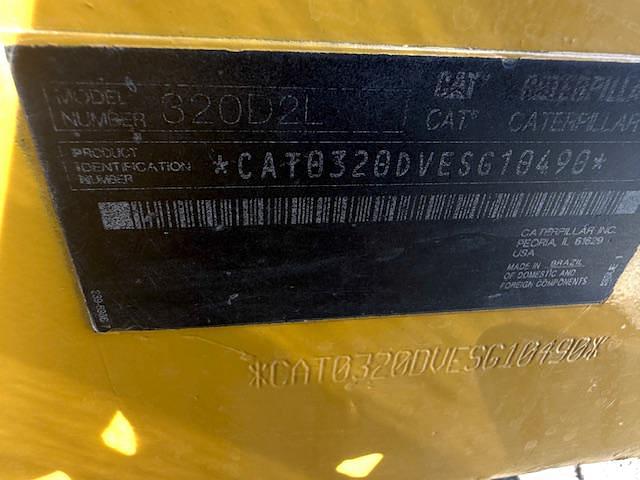 MODEL NUMBER 320D2L
CAT CATERPILLAR
CAT CATERPILLAR
PRODUCT IDENTIFICATION NUMBER *CAT0320DVESG10490*
CATERPILLAR INC.
PEORIA, IL 61629
USA
MADE IN BRAZIL
OF DOMESTIC AND
FOREIGN COMPONENTS
*CAT0320DVESG10490*